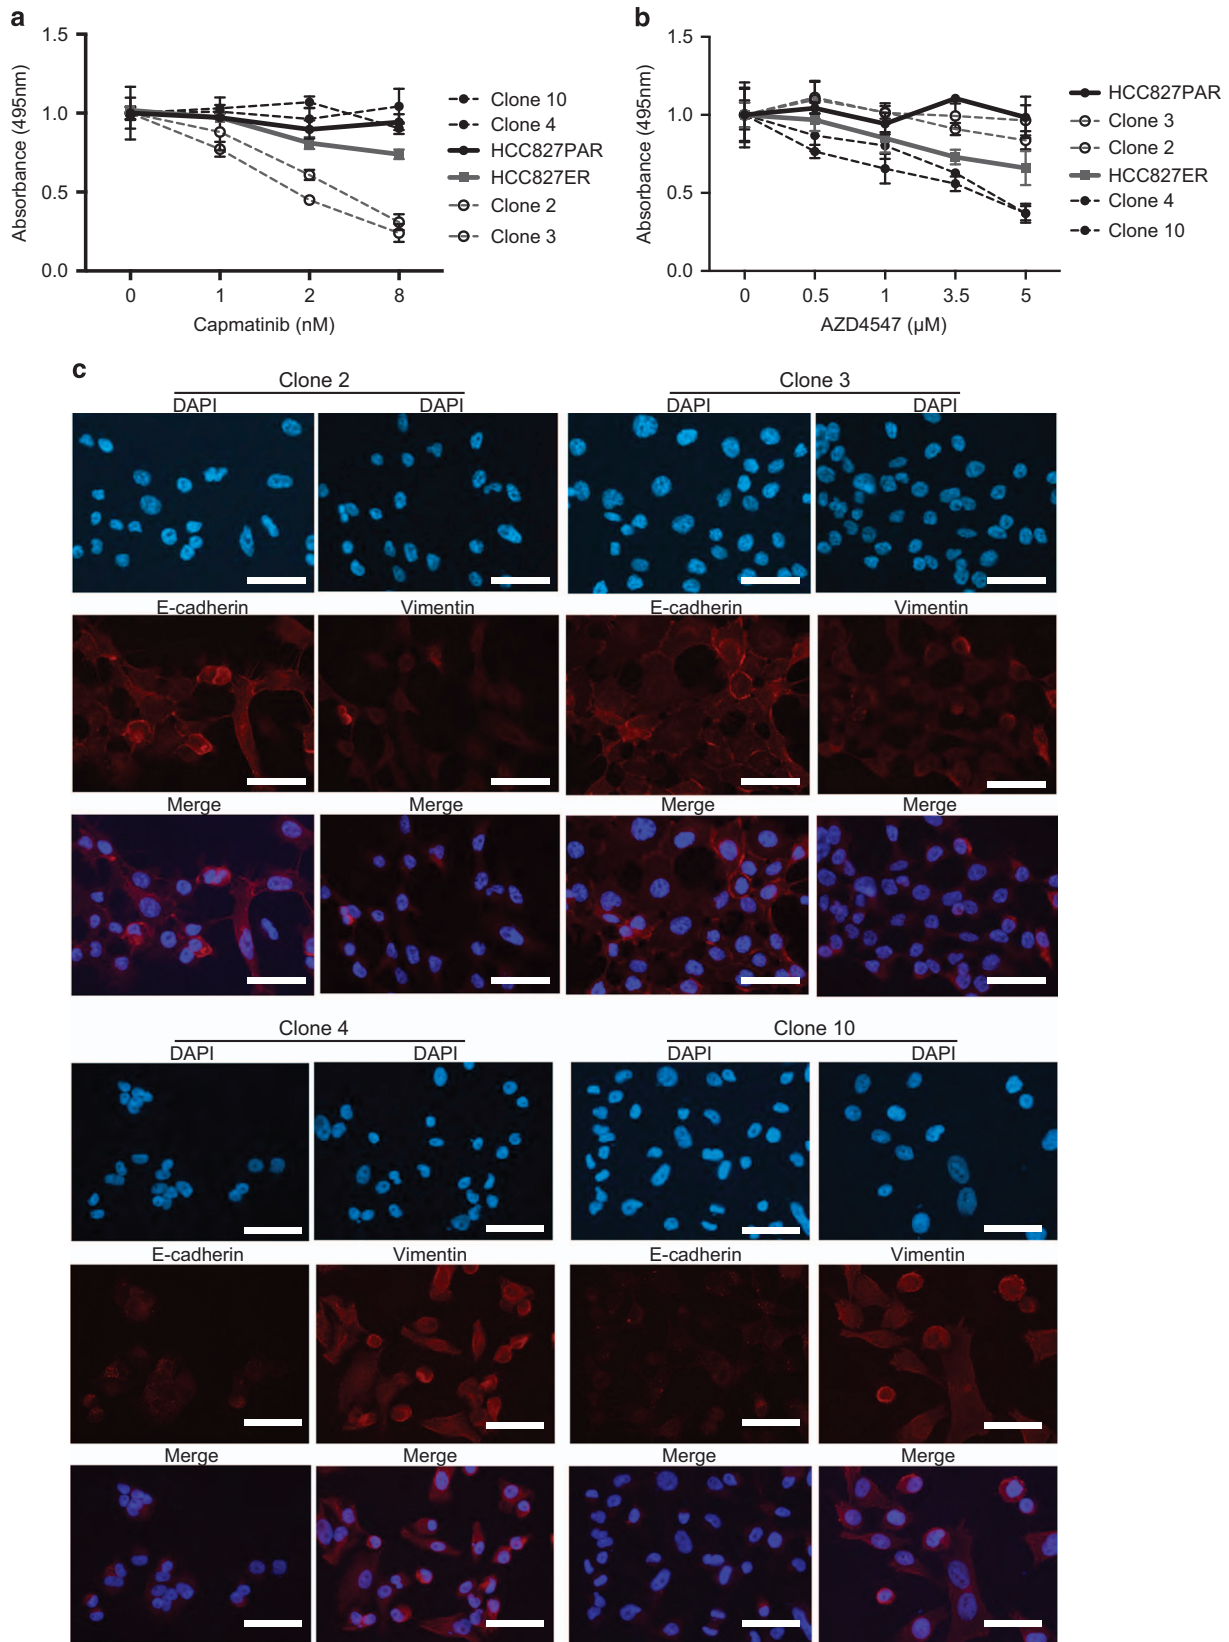 a
1.5
1.0
0.5
0.0
Absorbance (495nm)
0 1 2 8
Capmatinib (nM)
Clone 10
Clone 4
HCC827PAR
HCC827ER
Clone 2
Clone 3
b
1.5
1.0
0.5
0.0
Absorbance (495nm)
0 0.5 1 3.5 5
AZD4547 (µM)
HCC827PAR
Clone 3
Clone 2
HCC827ER
Clone 4
Clone 10
c
Clone 2 Clone 3
DAPI DAPI DAPI DAPI
E-cadherin Vimentin E-cadherin Vimentin
Merge Merge Merge Merge
Clone 4 Clone 10
DAPI DAPI DAPI DAPI
E-cadherin Vimentin E-cadherin Vimentin
Merge Merge Merge Merge